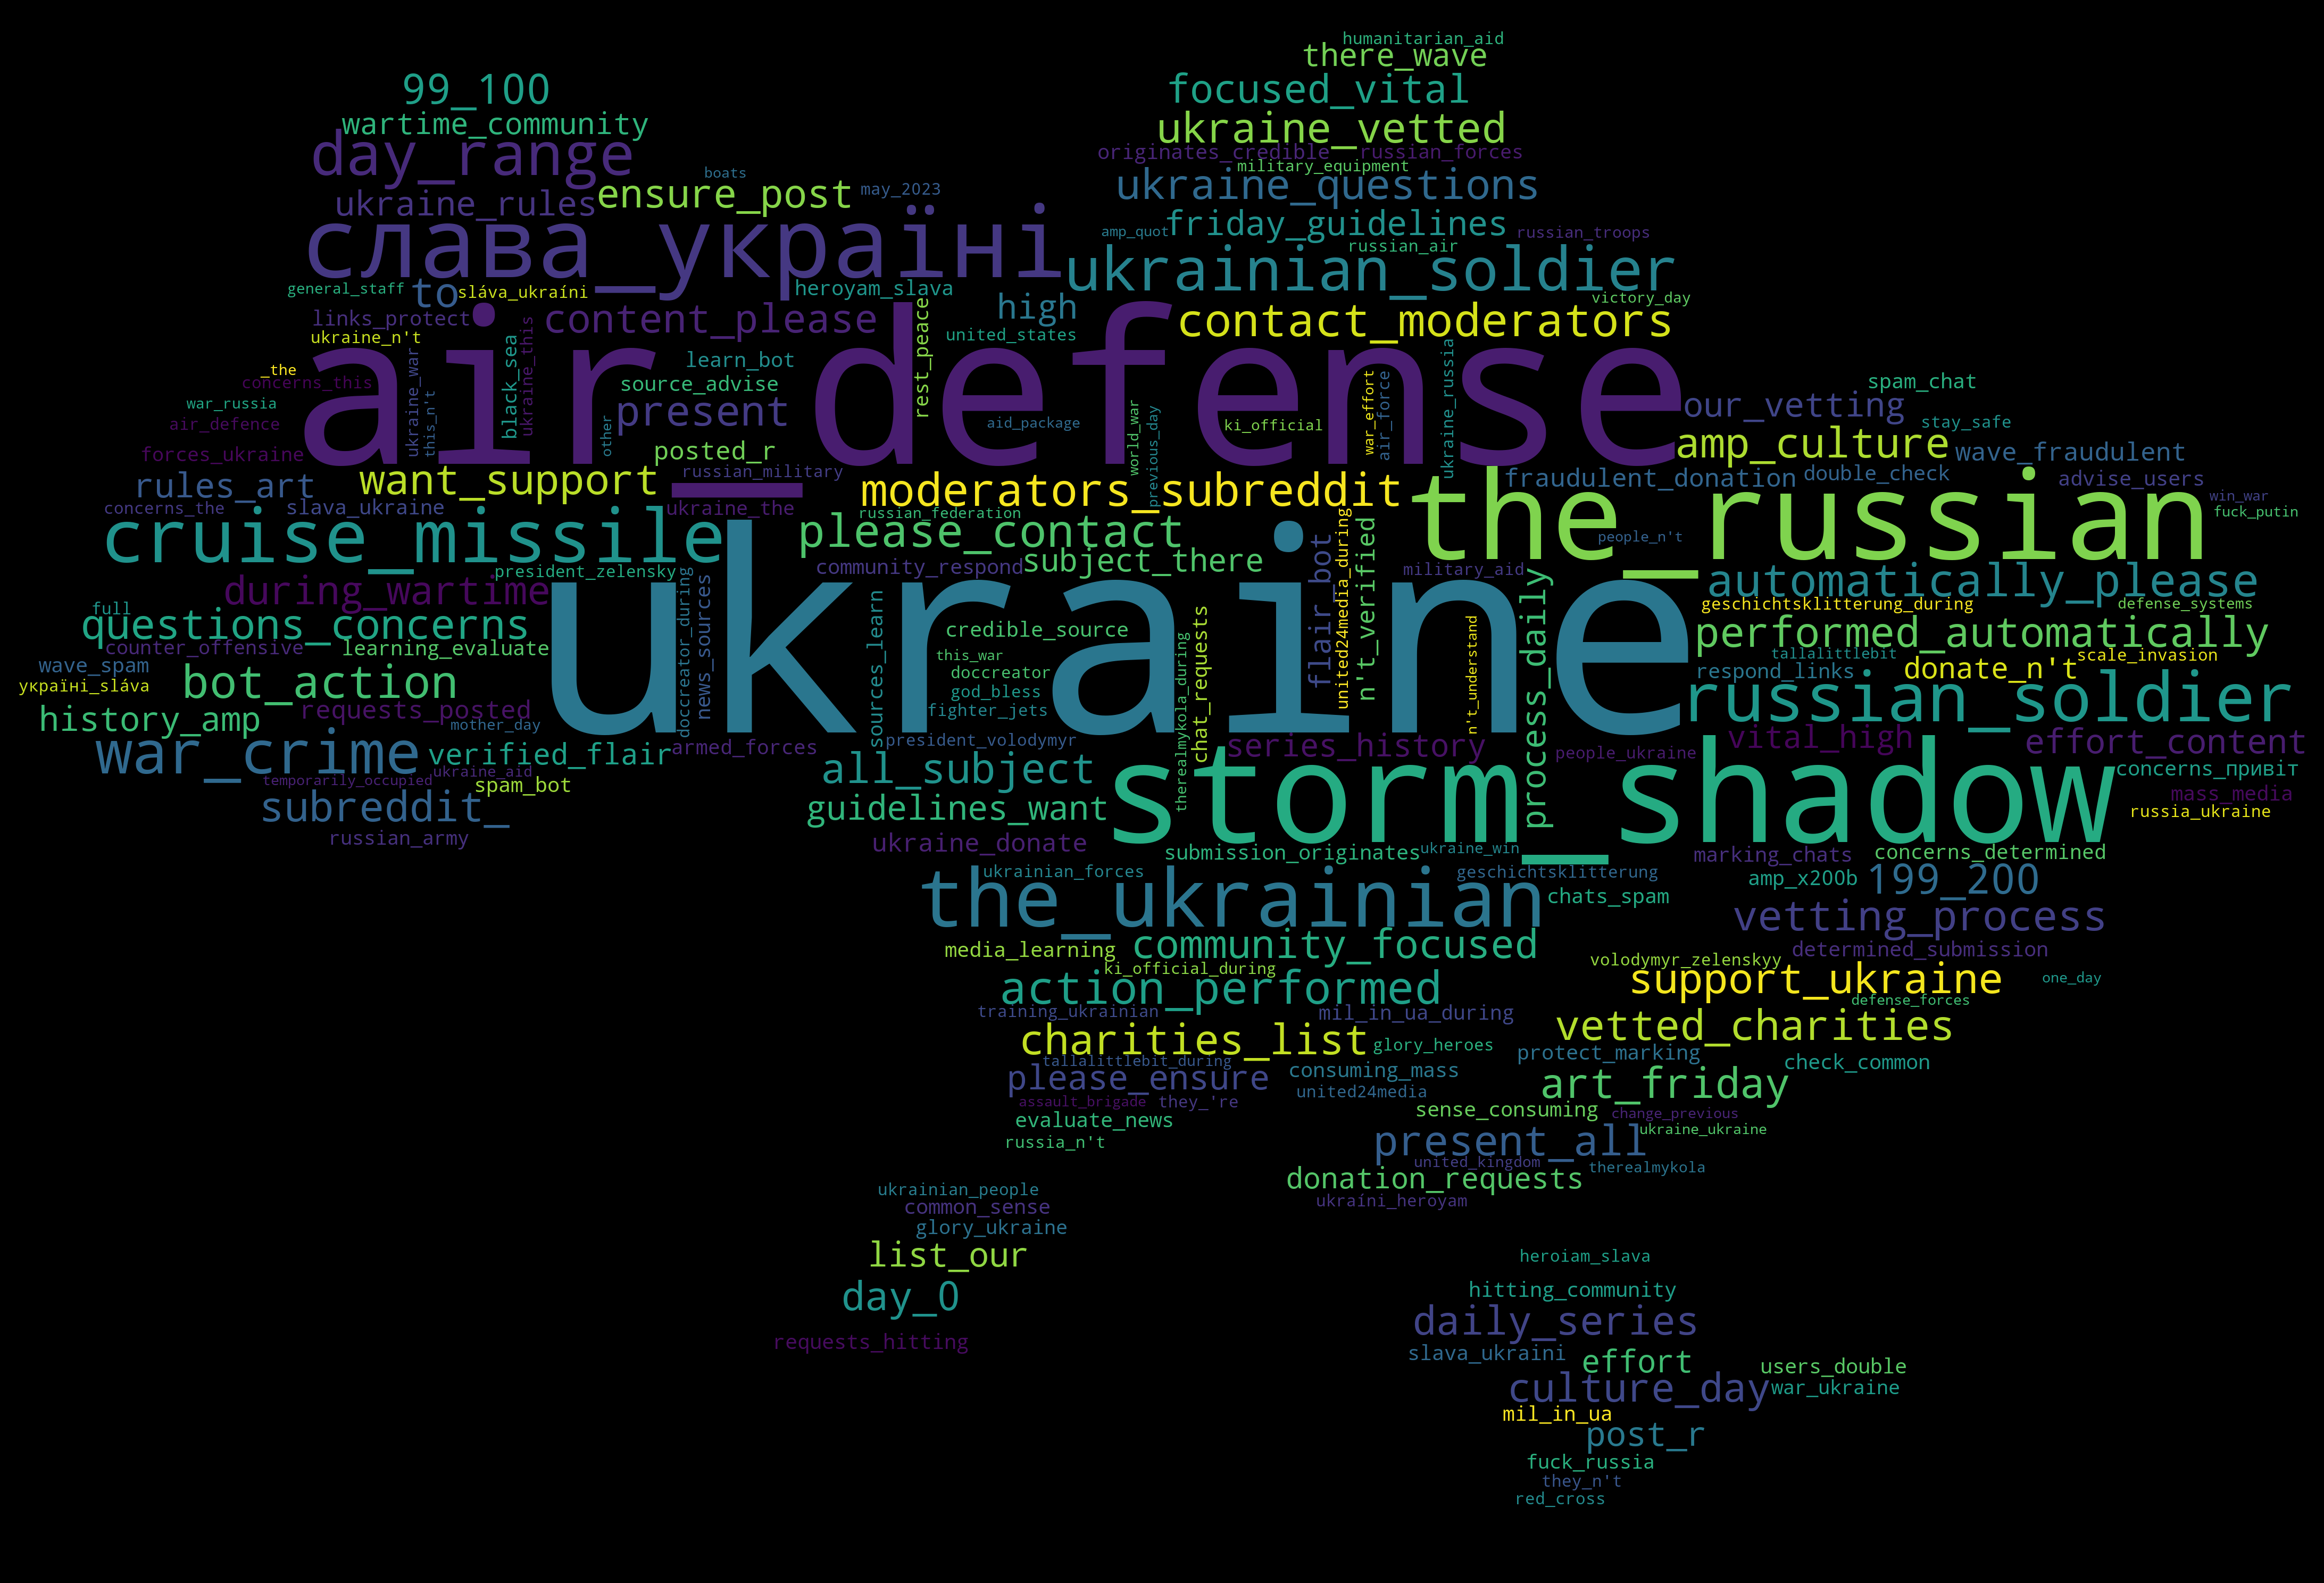 humanitarian_aid
there_wave
99_100
focused_vital
wartime_community
ukraine_vetted
day_range
originates_credible
russian_forces
military_equipment
boats
ensure_post
may_2023
ukraine_questions
ukraine_rules
слава_україні
amp_quot
friday_guidelines
russian_troops
russian_air
ukrainian_soldier
general_staff
to
sláva_ukraíni
heroyam_slava
high
victory_day
links_protect
content_please
contact_moderators
ukraine_n't
united_states
air_defense
black_sea
ukraine_this
ukraine_war
this_n't
learn_bot
rest_peace
ukraine_russia
_the
concerns_this
source_advise
war_effort
air_force
spam_chat
war_russia
present
world_war
previous_day
our_vetting
air_defence
other
aid_package
ki_official
stay_safe
forces_ukraine
posted_r
amp_culture
wave_fraudulent
rules_art
want_support
russian_military
moderators_subreddit
the_russian
fraudulent_donation
double_check
advise_users
concerns_the
slava_ukraine
ukraine_the
russian_federation
win_war
fuck_putin
cruise_missile
please_contact
people_n't
subject_there
during_wartime
president_zelensky
community_respond
military_aid
automatically_please
ukraine
doccreator_during
news_sources
sources_learn
flair_bot
united24media_during
n't_verified
process_daily
full
questions_concerns
credible_source
therealmykola_during
chat_requests
n't_understand
geschichtsklitterung_during
defense_systems
performed_automatically
counter_offensive
learning_evaluate
this_war
tallalittlebit
wave_spam
doccreator
respond_links
donate_n't
scale_invasion
україні_sláva
bot_action
god_bless
russian_soldier
history_amp
requests_posted
fighter_jets
mother_day
war_crime
verified_flair
armed_forces
president_volodymyr
series_history
people_ukraine
vital_high
effort_content
temporarily_occupied
ukraine_aid
all_subject
storm_shadow
concerns_привіт
spam_bot
mass_media
subreddit_
guidelines_want
russia_ukraine
russian_army
ukraine_donate
submission_originates
ukraine_win
marking_chats
concerns_determined
ukrainian_forces
geschichtsklitterung
amp_x200b
199_200
the_ukrainian
chats_spam
vetting_process
media_learning
community_focused
determined_submission
ki_official_during
volodymyr_zelenskyy
support_ukraine
one_day
action_performed
defense_forces
training_ukrainian
mil_in_ua_during
vetted_charities
charities_list
glory_heroes
protect_marking
check_common
tallalittlebit_during
please_ensure
consuming_mass
art_friday
united24media
assault_brigade
they_'re
sense_consuming
change_previous
evaluate_news
ukraine_ukraine
russia_n't
present_all
united_kingdom
therealmykola
donation_requests
ukrainian_people
ukraíni_heroyam
common_sense
glory_ukraine
list_our
heroiam_slava
day_0
hitting_community
daily_series
requests_hitting
slava_ukraini
effort
users_double
culture_day
war_ukraine
mil_in_ua
post_r
fuck_russia
they_n't
red_cross